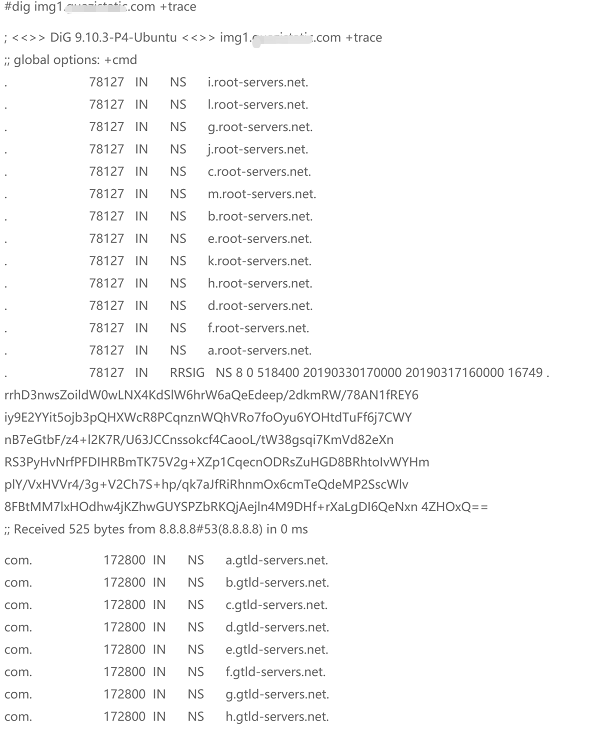 #dig img1. .com +trace
; <<>> DiG 9.10.3-P4-Ubuntu <<>> img1. .com +trace
;; global options: +cmd
. 78127 IN NS i.root-servers.net.
. 78127 IN NS l.root-servers.net.
. 78127 IN NS g.root-servers.net.
. 78127 IN NS j.root-servers.net.
. 78127 IN NS c.root-servers.net.
. 78127 IN NS m.root-servers.net.
. 78127 IN NS b.root-servers.net.
. 78127 IN NS e.root-servers.net.
. 78127 IN NS k.root-servers.net.
. 78127 IN NS h.root-servers.net.
. 78127 IN NS d.root-servers.net.
. 78127 IN NS f.root-servers.net.
. 78127 IN NS a.root-servers.net.
. 78127 IN RRSIG NS 8 0 518400 20190330170000 20190317160000 16749 .
rrhD3nwsZoildW0wLNX4KdSlW6hrW6aQeEdeep/2dkmRW/78AN1fREY6
iy9E2YYit5ojb3pQHXWcR8PCqnznWQhVRo7foOyu6YOHtdTuFf6j7CWY
nB7eGtbF/z4+l2K7R/U63JCCnssokcf4CaooL/tW38gsqi7KmVd82eXn
RS3PyHvNrfPFDIHRBmTK75V2g+XZp1CqecnODRsZuHGD8BRhtoIvWYHm
plY/VxHVVr4/3g+V2Ch7S+hp/qk7aJfRiRhnmOx6cmTeQdeMP2SscWlv
8FBtMM7lxHOdhw4jKZhwGUYSPZbRKQjAejln4M9DHf+rXaLgDI6QeNxn 4ZHOxQ==
;; Received 525 bytes from 8.8.8.8#53(8.8.8.8) in 0 ms
com. 172800 IN NS a.gtld-servers.net.
com. 172800 IN NS b.gtld-servers.net.
com. 172800 IN NS c.gtld-servers.net.
com. 172800 IN NS d.gtld-servers.net.
com. 172800 IN NS e.gtld-servers.net.
com. 172800 IN NS f.gtld-servers.net.
com. 172800 IN NS g.gtld-servers.net.
com. 172800 IN NS h.gtld-servers.net.